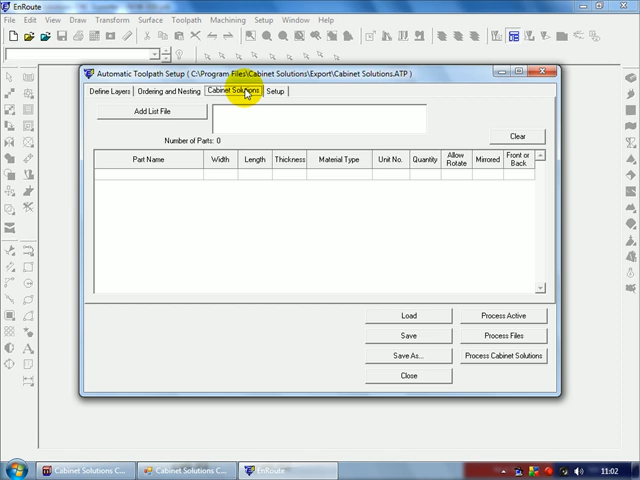 EnRoute
File Edit View Draw Transform Toolpath Machining Setup Window Help
Automatic Toolpath Setup ( C:\Program Files\Cabinet Solutions\Export\Cabinet Solutions.ATP )
Define Layers Ordering and Nesting Cabinet Solutions Setup
Add List File
Number of Parts: 0
Clear
Part Name Width Length Thickness Material Type Unit No. Quantity Allow Rotate Mirrored Front or Back
Load Process Active
Save Process Files
Save As... Process Cabinet Solutions
Close
Cabinet Solutions C... Cabinet Solutions - ... EnRoute 11:02